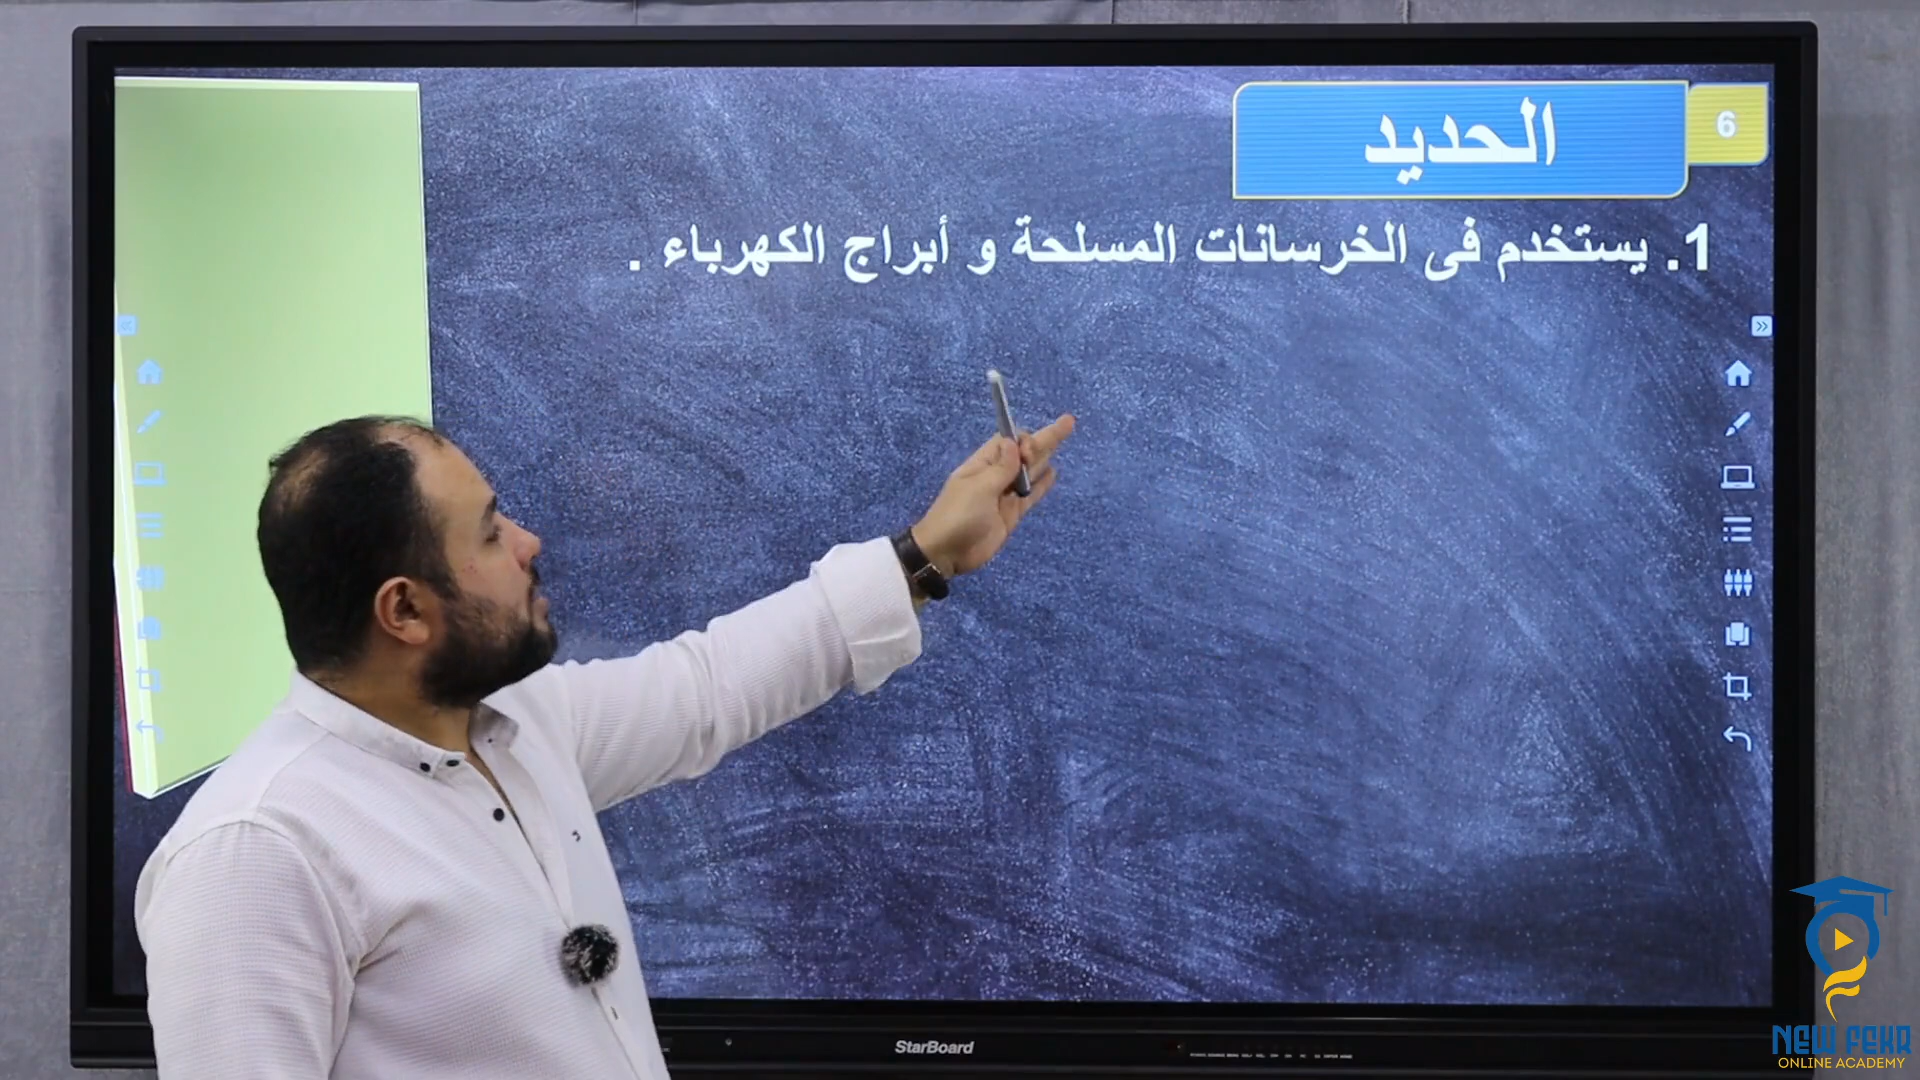 6
الحديد
1. يستخدم فى الخرسانات المسلحة و أبراج الكهرباء .
StarBoard
NEW FEKR
ONLINE ACADEMY